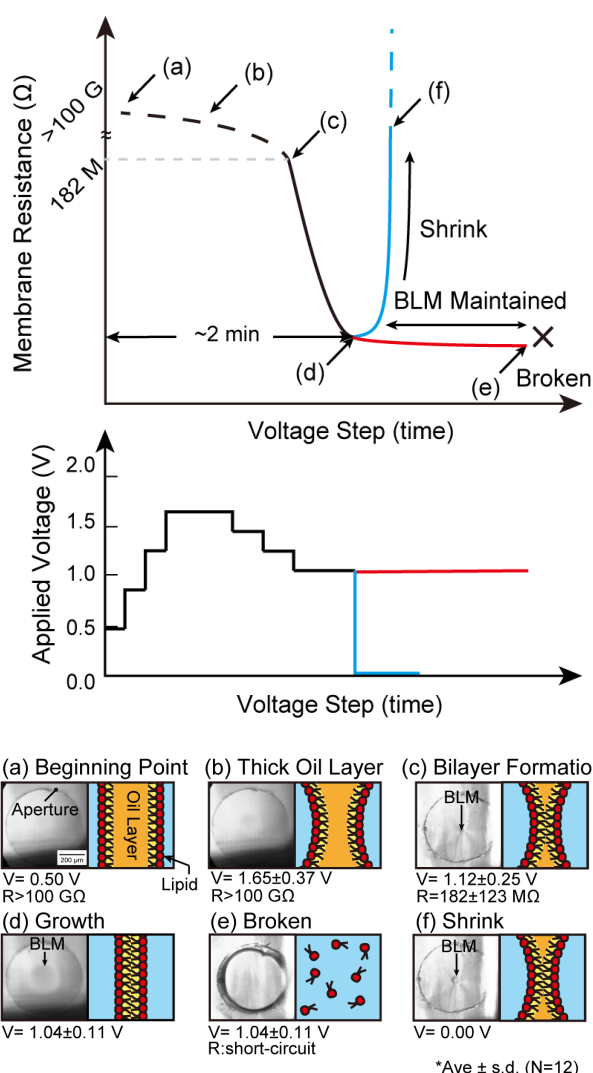 Membrane Resistance (Ω)
>100 G
≈
182 M
(a)
(b)
(c)
(f)
Shrink
BLM Maintained
~2 min
(d)
(e)
Broken
Voltage Step (time)
Applied Voltage (V)
2.0
1.5
1.0
0.5
0.0
Voltage Step (time)
(a) Beginning Point
Aperture
200 μm
Oil Layer
Lipid
V= 0.50 V
R>100 GΩ
(b) Thick Oil Layer
V= 1.65±0.37 V
R>100 GΩ
(c) Bilayer Formatio
BLM
V= 1.12±0.25 V
R=182±123 MΩ
(d) Growth
BLM
V= 1.04±0.11 V
(e) Broken
V= 1.04±0.11 V
R:short-circuit
(f) Shrink
BLM
V= 0.00 V
*Ave ± s.d. (N=12)